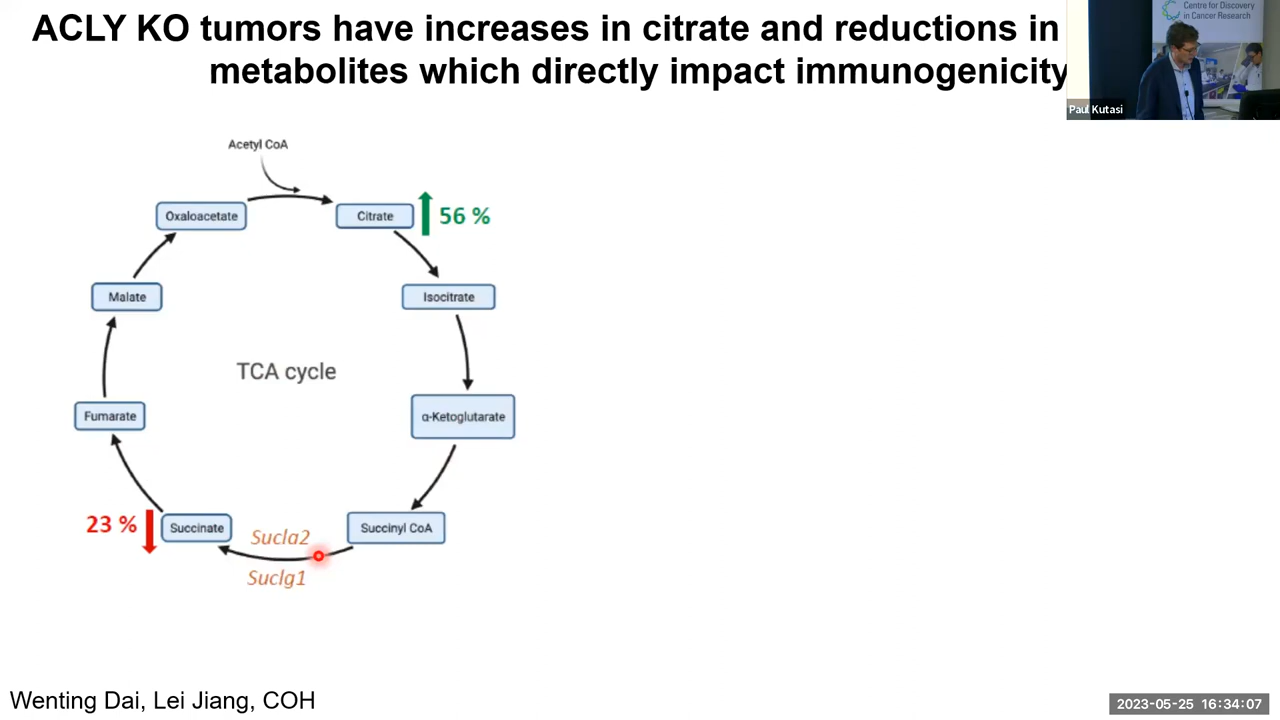 ACLY KO tumors have increases in citrate and reductions in
metabolites which directly impact immunogenicity
Centre for Discovery
in Cancer Research
Paul Kutasi
Acetyl CoA
Oxaloacetate
Citrate
56 %
Malate
Isocitrate
TCA cycle
Fumarate
α-Ketoglutarate
23 %
Succinate
Sucla2
Succinyl CoA
Suclg1
Wenting Dai, Lei Jiang, COH
2023-05-25 16:34:07